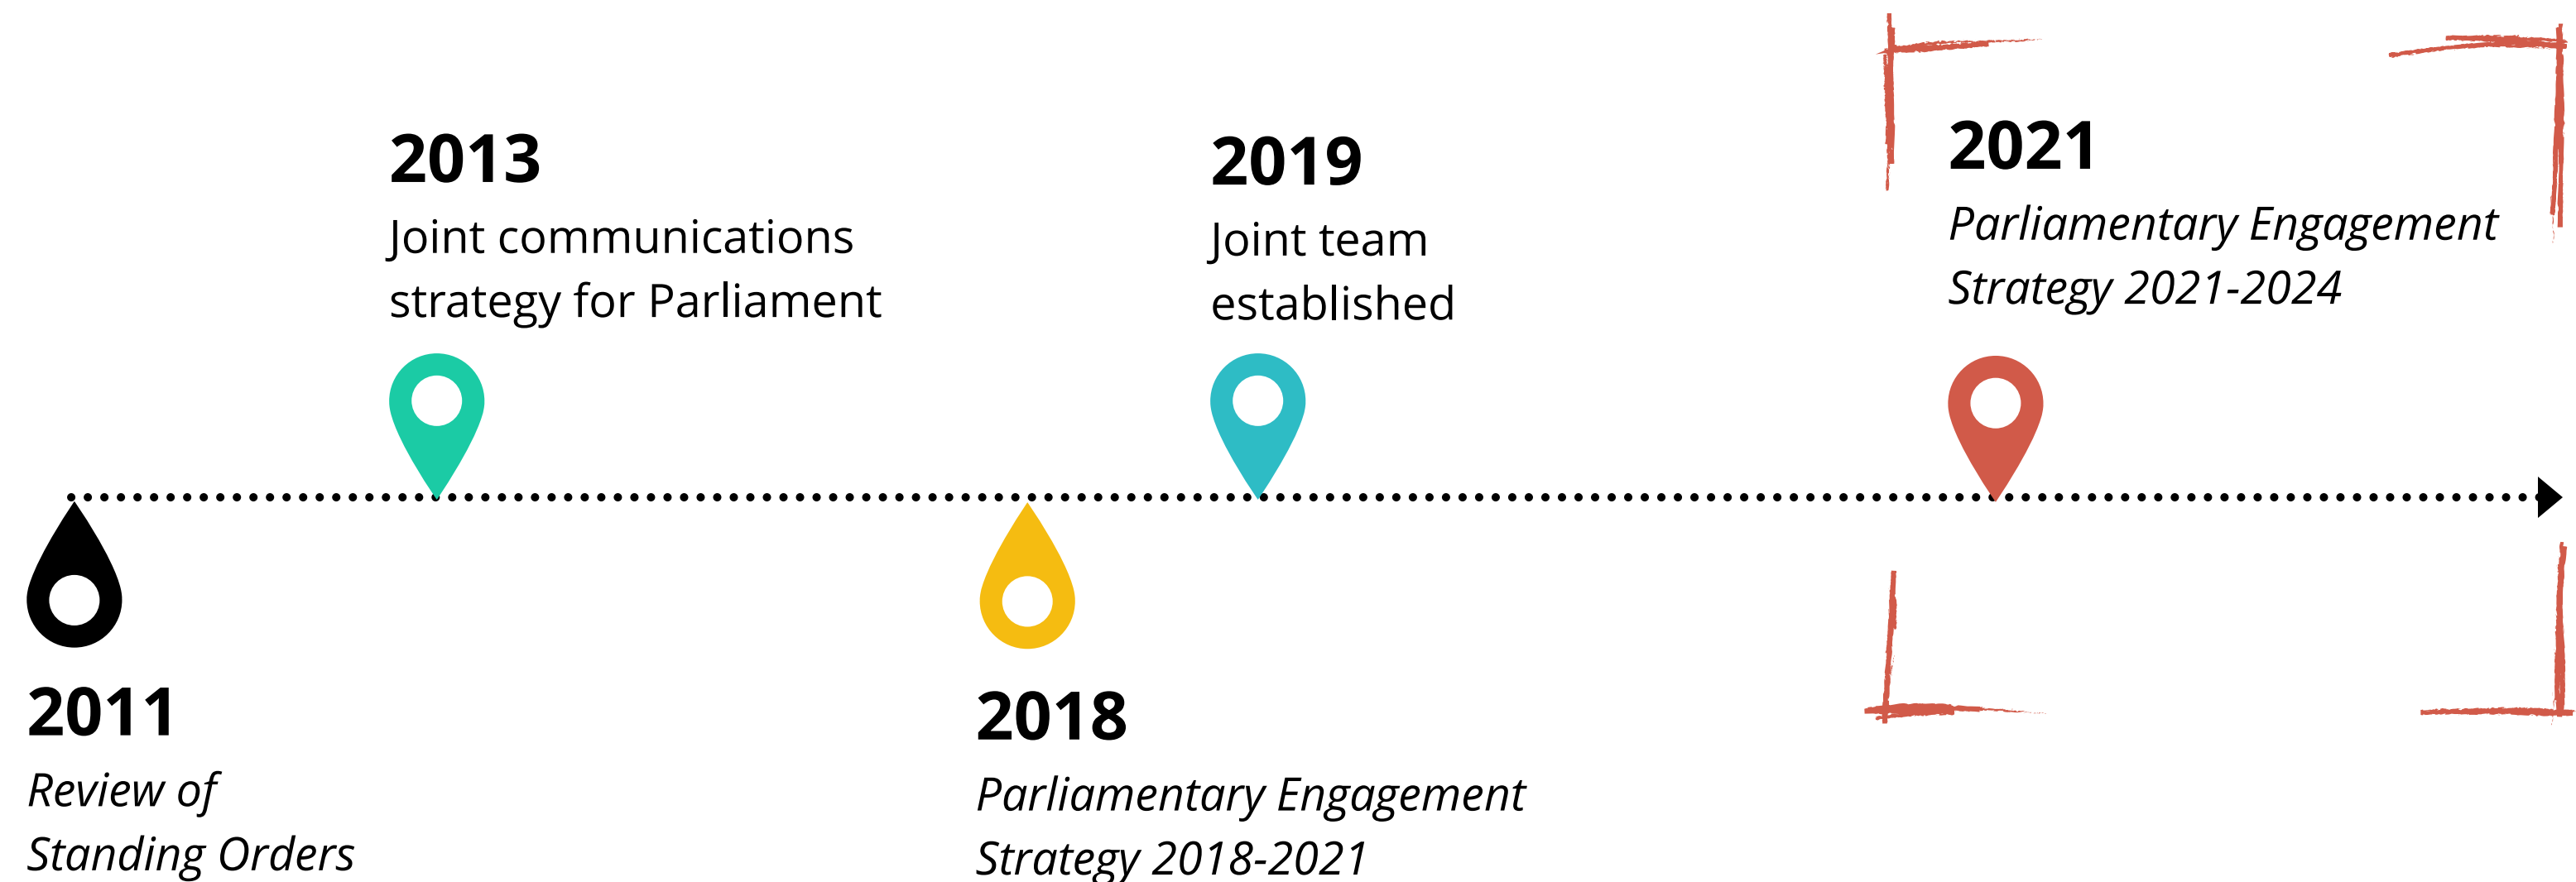 2013
Joint communications
strategy for Parliament
2019
Joint team
established
2021
Parliamentary Engagement
Strategy 2021-2024
2011
Review of
Standing Orders
2018
Parliamentary Engagement
Strategy 2018-2021